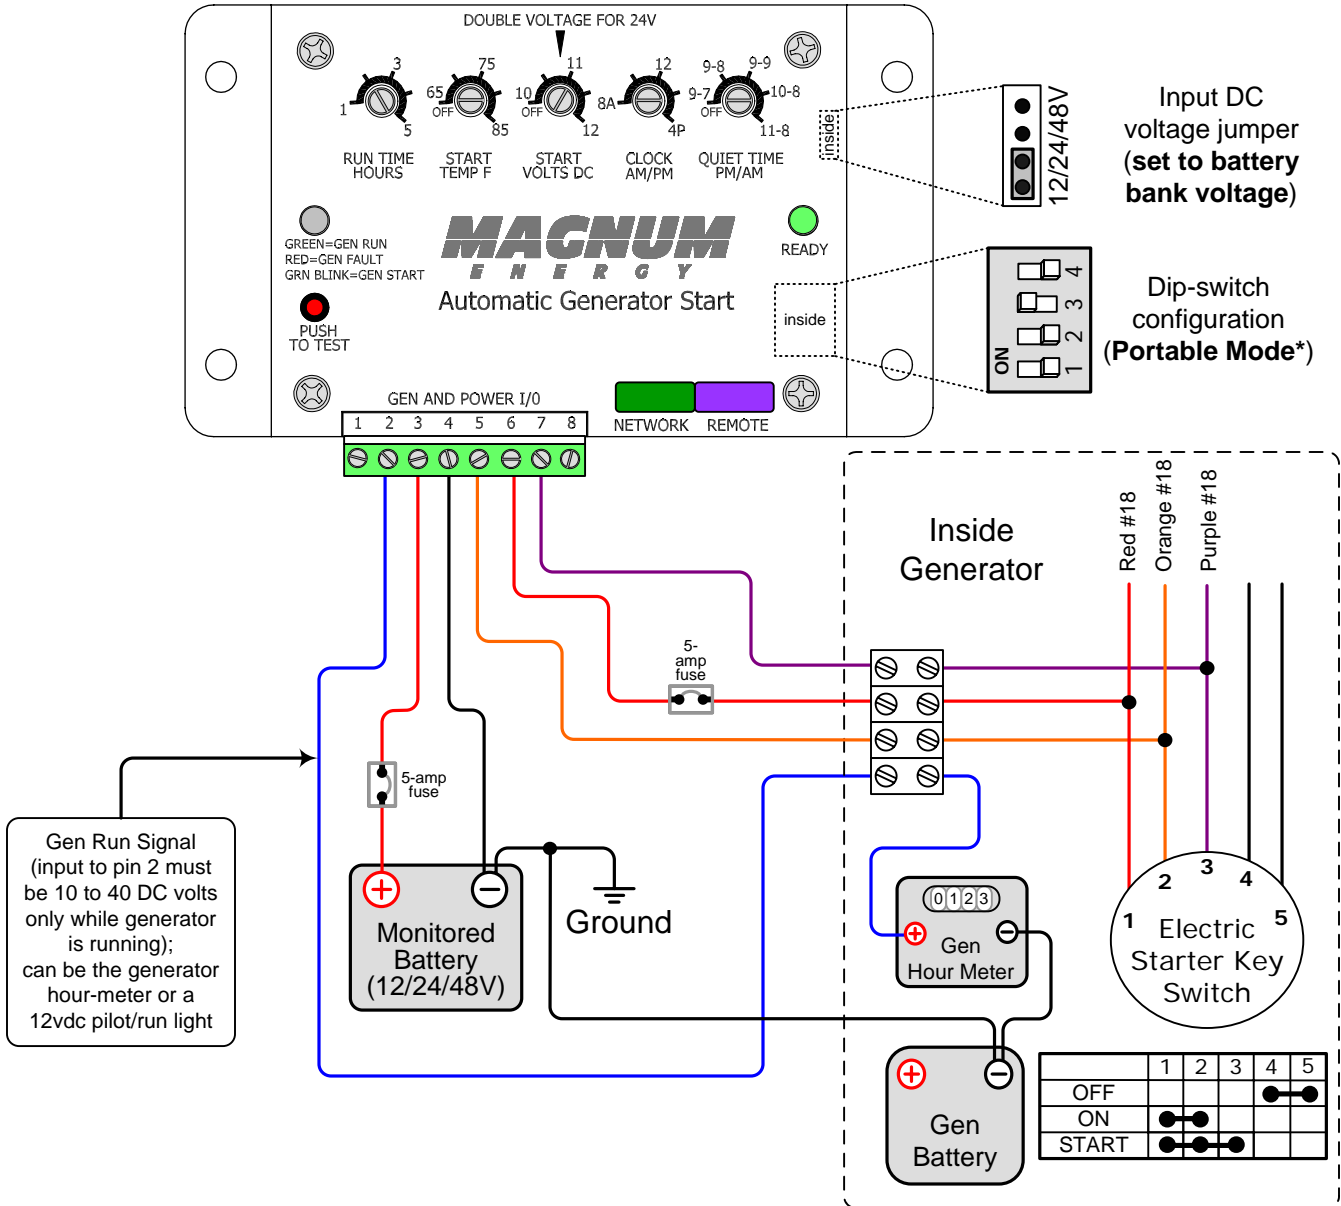 DOUBLE VOLTAGE FOR 24V
1 3 5
65 75 85 OFF
10 11 12 OFF
8A 12 4P
9-7 9-8 9-9 10-8 11-8 OFF
RUN TIME
HOURS
START
TEMP F
START
VOLTS DC
CLOCK
AM/PM
QUIET TIME
PM/AM
inside
12/24/48V
Input DC
voltage jumper
(set to battery
bank voltage)
GREEN=GEN RUN
RED=GEN FAULT
GRN BLINK=GEN START
MAGNUM
ENERGY
Automatic Generator Start
READY
PUSH
TO TEST
inside
ON
1 2 3 4
Dip-switch
configuration
(Portable Mode*)
GEN AND POWER I/0
1 2 3 4 5 6 7 8
NETWORK REMOTE
Inside
Generator
Red #18
Orange #18
Purple #18
5-
amp
fuse
5-amp
fuse
Gen Run Signal
(input to pin 2 must
be 10 to 40 DC volts
only while generator
is running);
can be the generator
hour-meter or a
12vdc pilot/run light
Monitored
Battery
(12/24/48V)
Ground
0 1 2 3
Gen
Hour Meter
1 2 3 4 5
Electric
Starter Key
Switch
Gen
Battery
1 2 3 4 5
OFF
ON
START